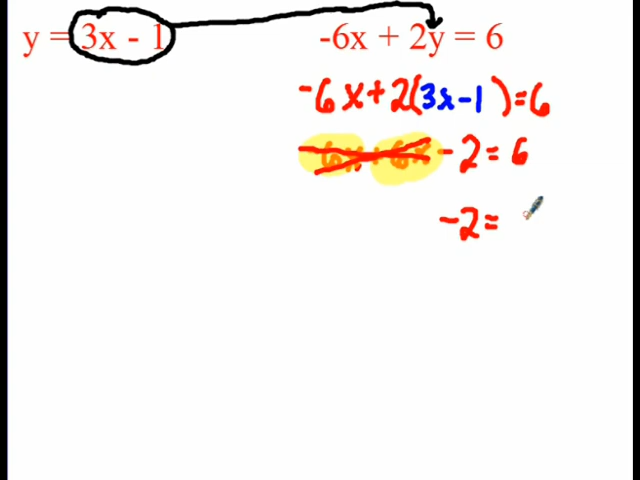 y = 3x - 1
-6x + 2y = 6
-6x+2(3x-1)=6
-6x+6x-2=6
-2=